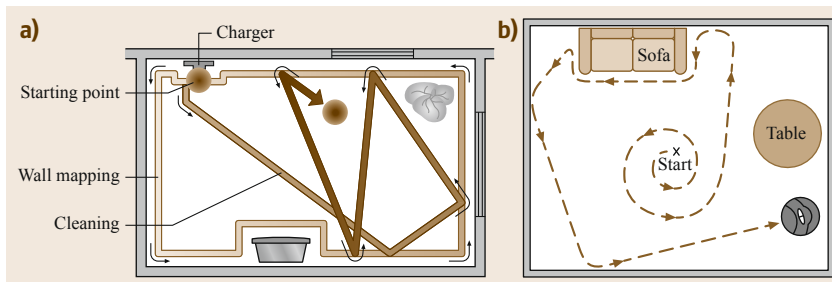 a)
Charger
Starting point
Wall mapping
Cleaning
b)
Sofa
Table
x
Start